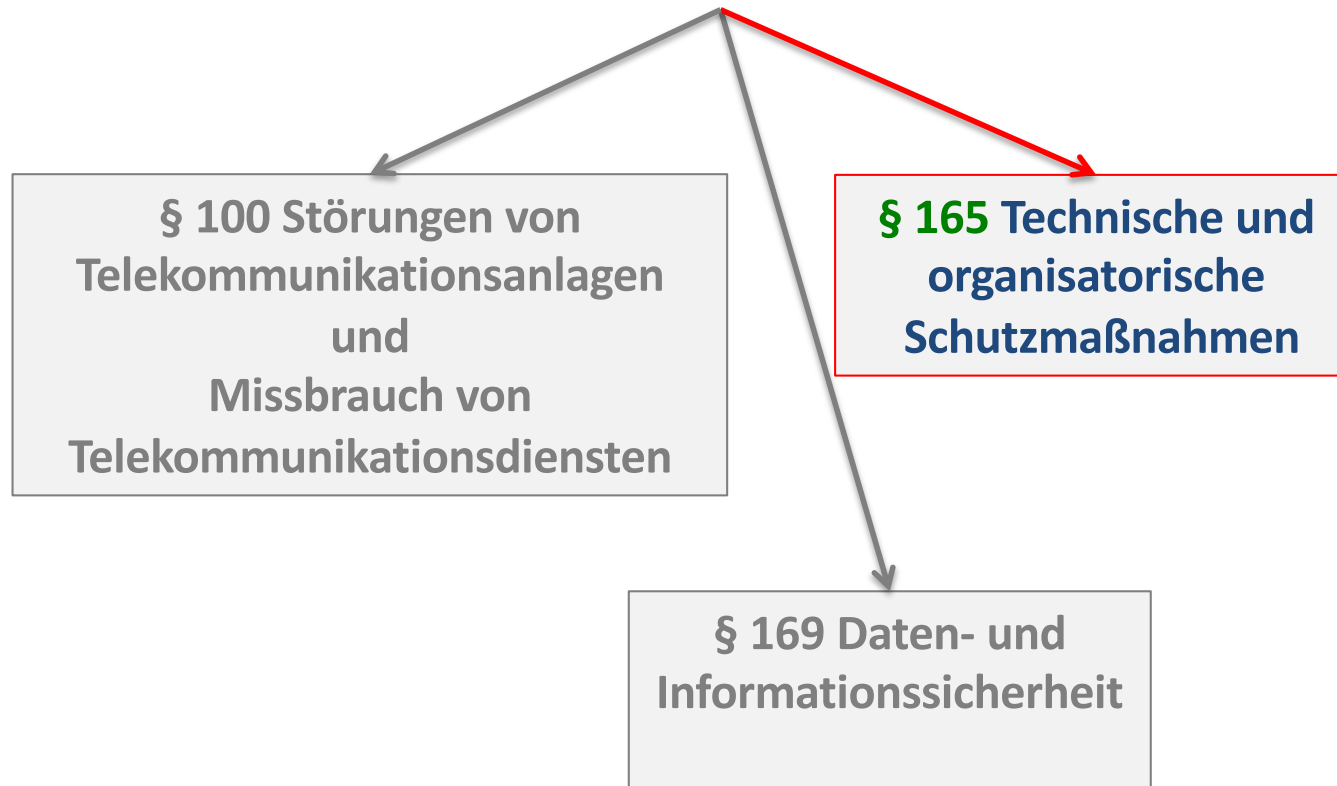 § 100 Störungen von
Telekommunikationsanlagen
und
Missbrauch von
Telekommunikationsdiensten
§ 165 Technische und
organisatorische
Schutzmaßnahmen
§ 169 Daten- und
Informationssicherheit